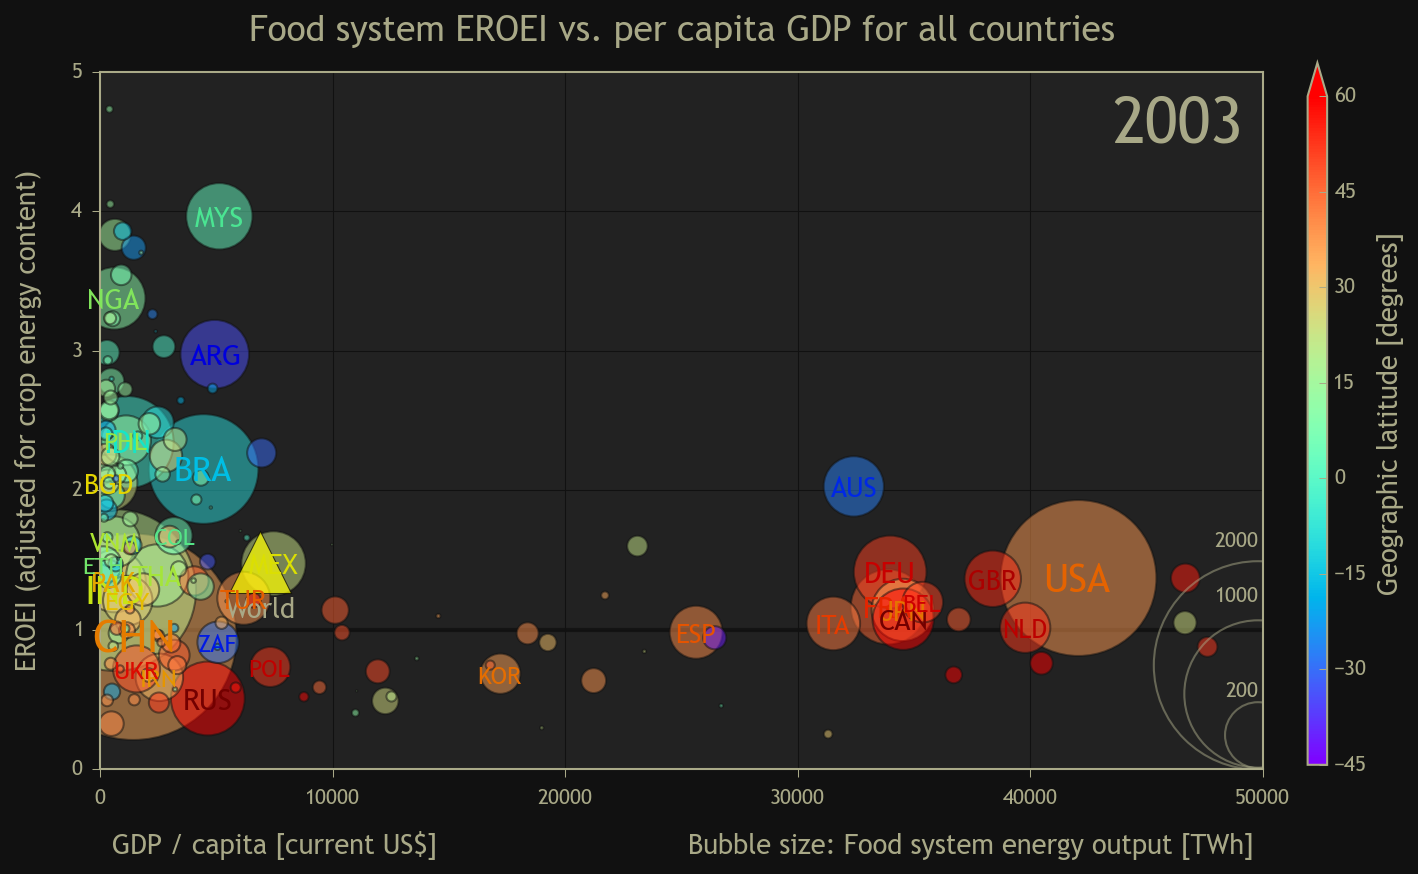 Food system EROEI vs. per capita GDP for all countries
2003
EROEI (adjusted for crop energy content)
5
4
3
2
1
0
0
10000
20000
30000
40000
50000
GDP / capita [current US$]
Bubble size: Food system energy output [TWh]
MYS
NGA
ARG
PHL
BRA
BGD
AUS
VNM
COL
ETH
MEX
THA
PAK
TUR
World
CHN
ZAF
UKR
POL
RUS
KOR
ESP
ITA
DEU
BEL
CAN
GBR
NLD
USA
2000
1000
200
60
45
30
15
0
−15
−30
−45
Geographic latitude [degrees]